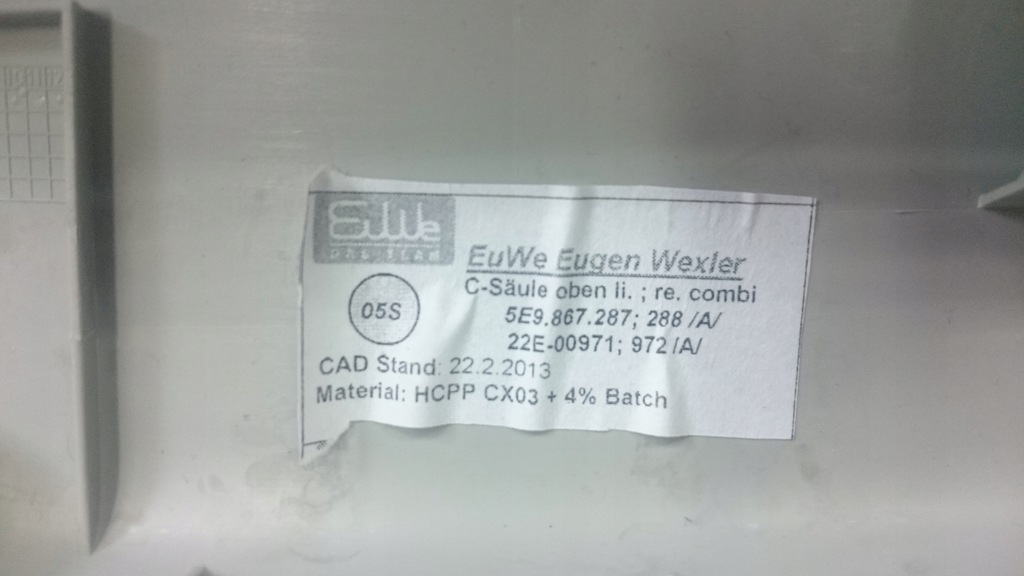 EuWe
EuWe Eugen Wexler
C-Säule oben li. ; re. combi
05S
5E9.867.287; 288 /A/
22E-00971; 972 /A/
CAD Stand: 22.2.2013
Material: HCPP CX03 + 4% Batch